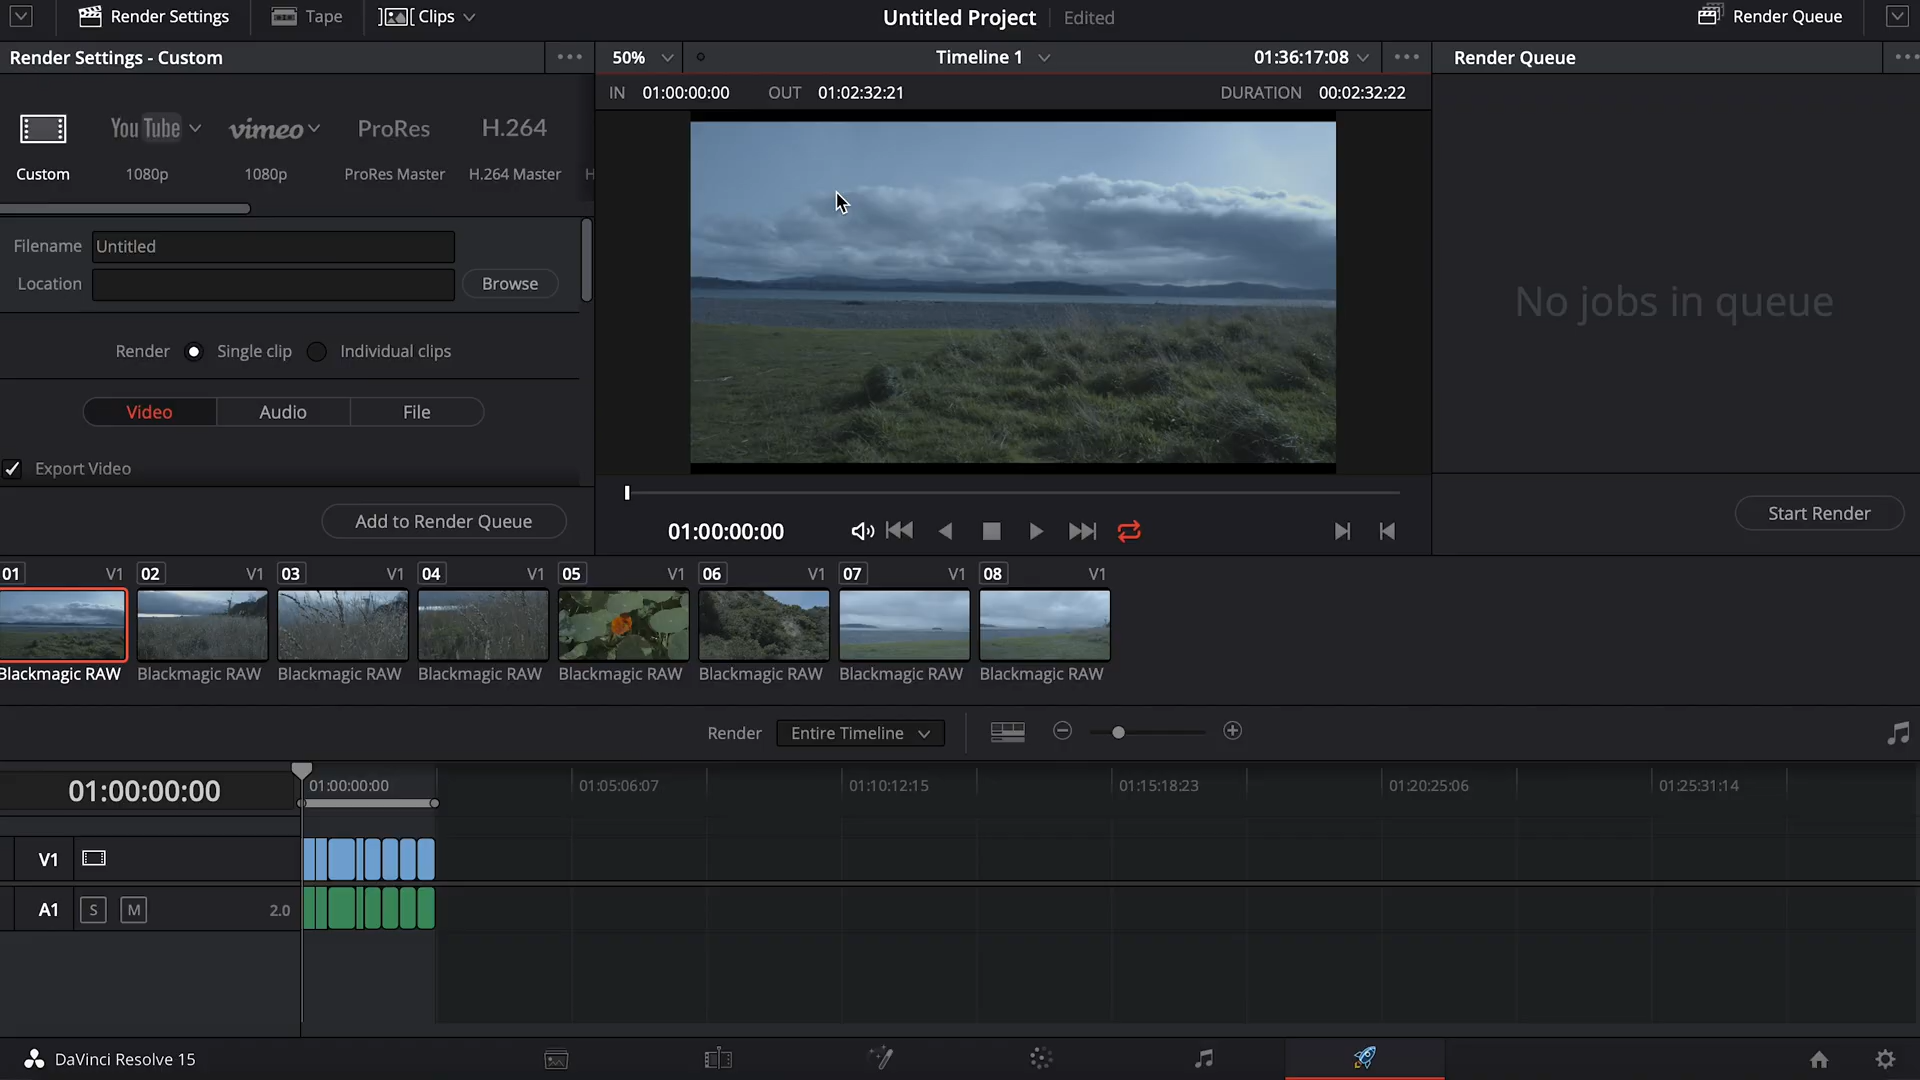 Render Settings
Tape
Clips
Untitled Project
Edited
Render Queue
Render Settings - Custom
50%
Timeline 1
01:36:17:08
Render Queue
IN 01:00:00:00 OUT 01:02:32:21
DURATION 00:02:32:22
YouTube
vimeo
ProRes
H.264
Custom
1080p
1080p
ProRes Master
H.264 Master
H
Filename Untitled
Location
Browse
No jobs in queue
Render Single clip Individual clips
Video Audio File
Export Video
Add to Render Queue
01:00:00:00
Start Render
01 V1 02 V1 03 V1 04 V1 05 V1 06 V1 07 V1 08 V1
Blackmagic RAW Blackmagic RAW Blackmagic RAW Blackmagic RAW Blackmagic RAW Blackmagic RAW Blackmagic RAW Blackmagic RAW
Render Entire Timeline
01:00:00:00
01:00:00:00 01:05:06:07 01:10:12:15 01:15:18:23 01:20:25:06 01:25:31:14
V1
A1 S M 2.0
DaVinci Resolve 15